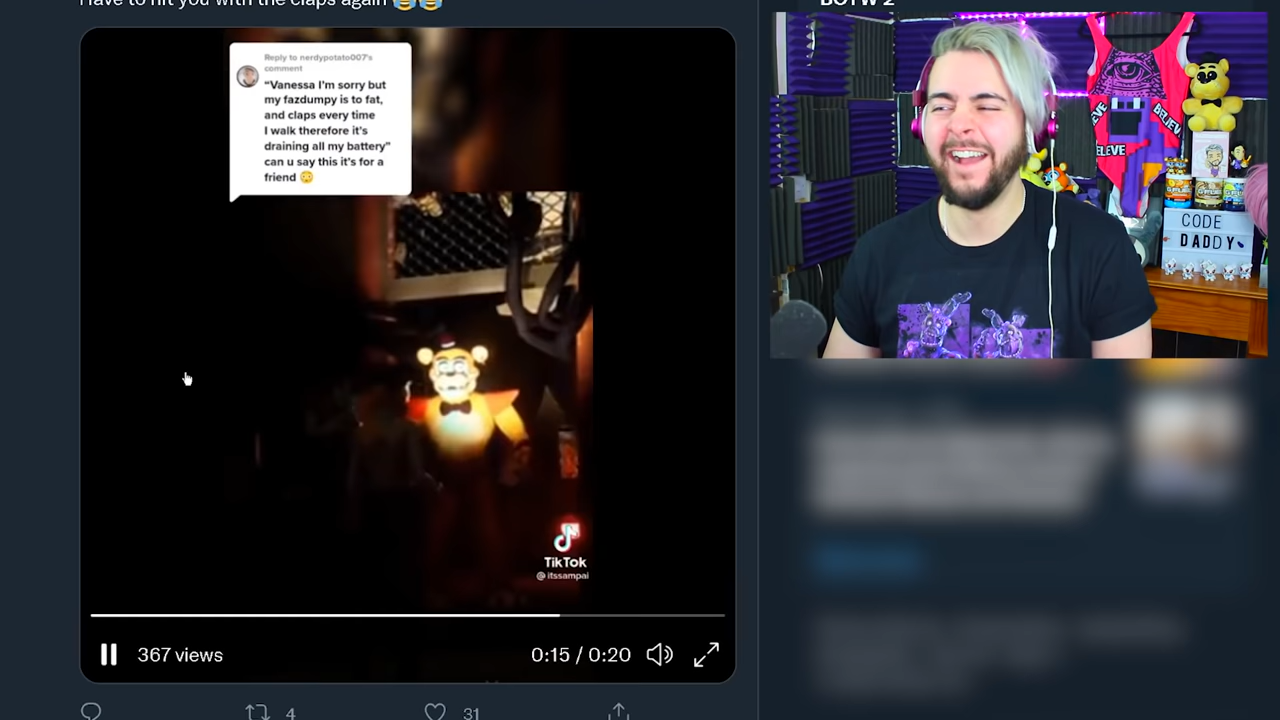 Have to hit you with the claps again 😂😂
BOTW 2
Reply to nerdypotato007's
comment
"Vanessa I'm sorry but
my fazdumpy is to fat,
and claps every time
I walk therefore it's
draining all my battery"
can u say this it's for a
friend 😳
TikTok
@itssampai
367 views
0:15 / 0:20
4
31
BELIEV
CODE
DADDY